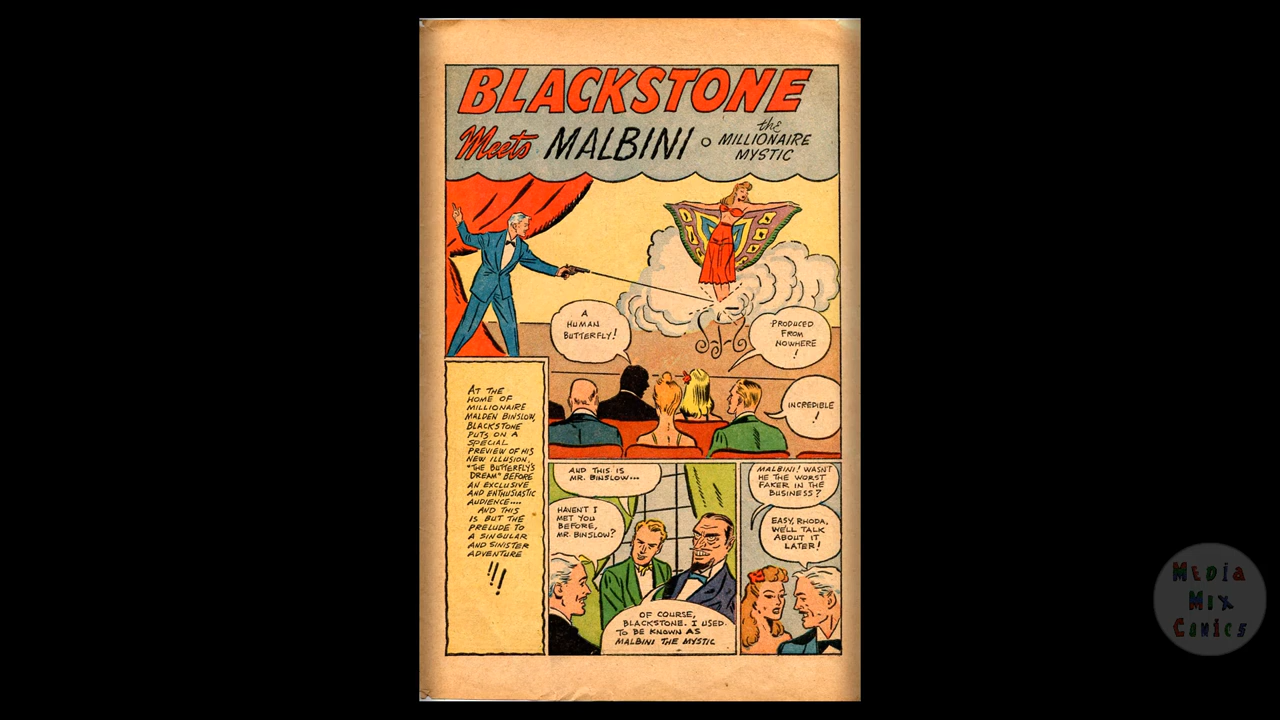 BLACKSTONE
Meets MALBINI o the
MILLIONAIRE
MYSTIC
A
HUMAN
BUTTERFLY!
PRODUCED
FROM
NOWHERE
!
INCREDIBLE
!
AT THE
HOME OF
MILLIONAIRE
MALDEN BINSLOW,
BLACKSTONE
PUTS ON A
SPECIAL
PREVIEW OF HIS
NEW ILLUSION,
"THE BUTTERFLY'S
DREAM" BEFORE
AN EXCLUSIVE
AND ENTHUSIASTIC
AUDIENCE....
AND THIS
IS BUT THE
PRELUDE TO
A SINGULAR
AND SINISTER
ADVENTURE
!!!
AND THIS IS
MR. BINSLOW...
HAVEN'T I
MET YOU
BEFORE,
MR. BINSLOW?
OF COURSE,
BLACKSTONE. I USED
TO BE KNOWN AS
MALBINI THE MYSTIC
MALBINI! WASN'T
HE THE WORST
FAKER IN THE
BUSINESS?
EASY, RHODA,
WE'LL TALK
ABOUT IT
LATER!
MeDia
Mix
Comics